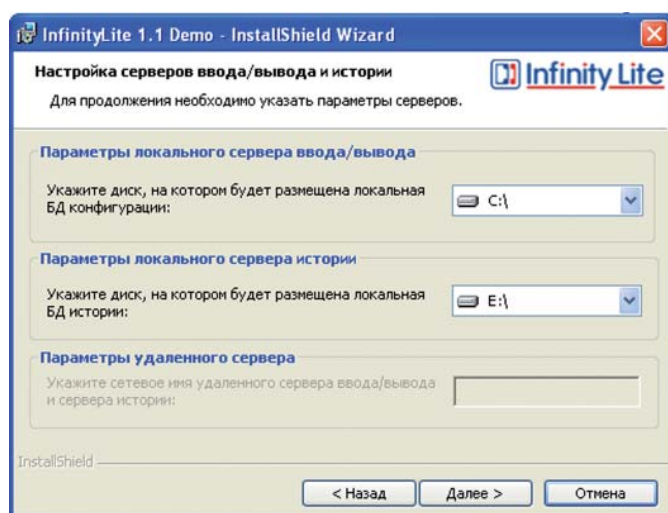 InfinityLite 1.1 Demo - InstallShield Wizard
Настройка серверов ввода/вывода и истории
Infinity Lite
Для продолжения необходимо указать параметры серверов.
Параметры локального сервера ввода/вывода
Укажите диск, на котором будет размещена локальная
БД конфигурации:
C:\
Параметры локального сервера истории
Укажите диск, на котором будет размещена локальная
БД истории:
E:\
Параметры удаленного сервера
Укажите сетевое имя удаленного сервера ввода/вывода
и сервера истории:
InstallShield
< Назад
Далее >
Отмена